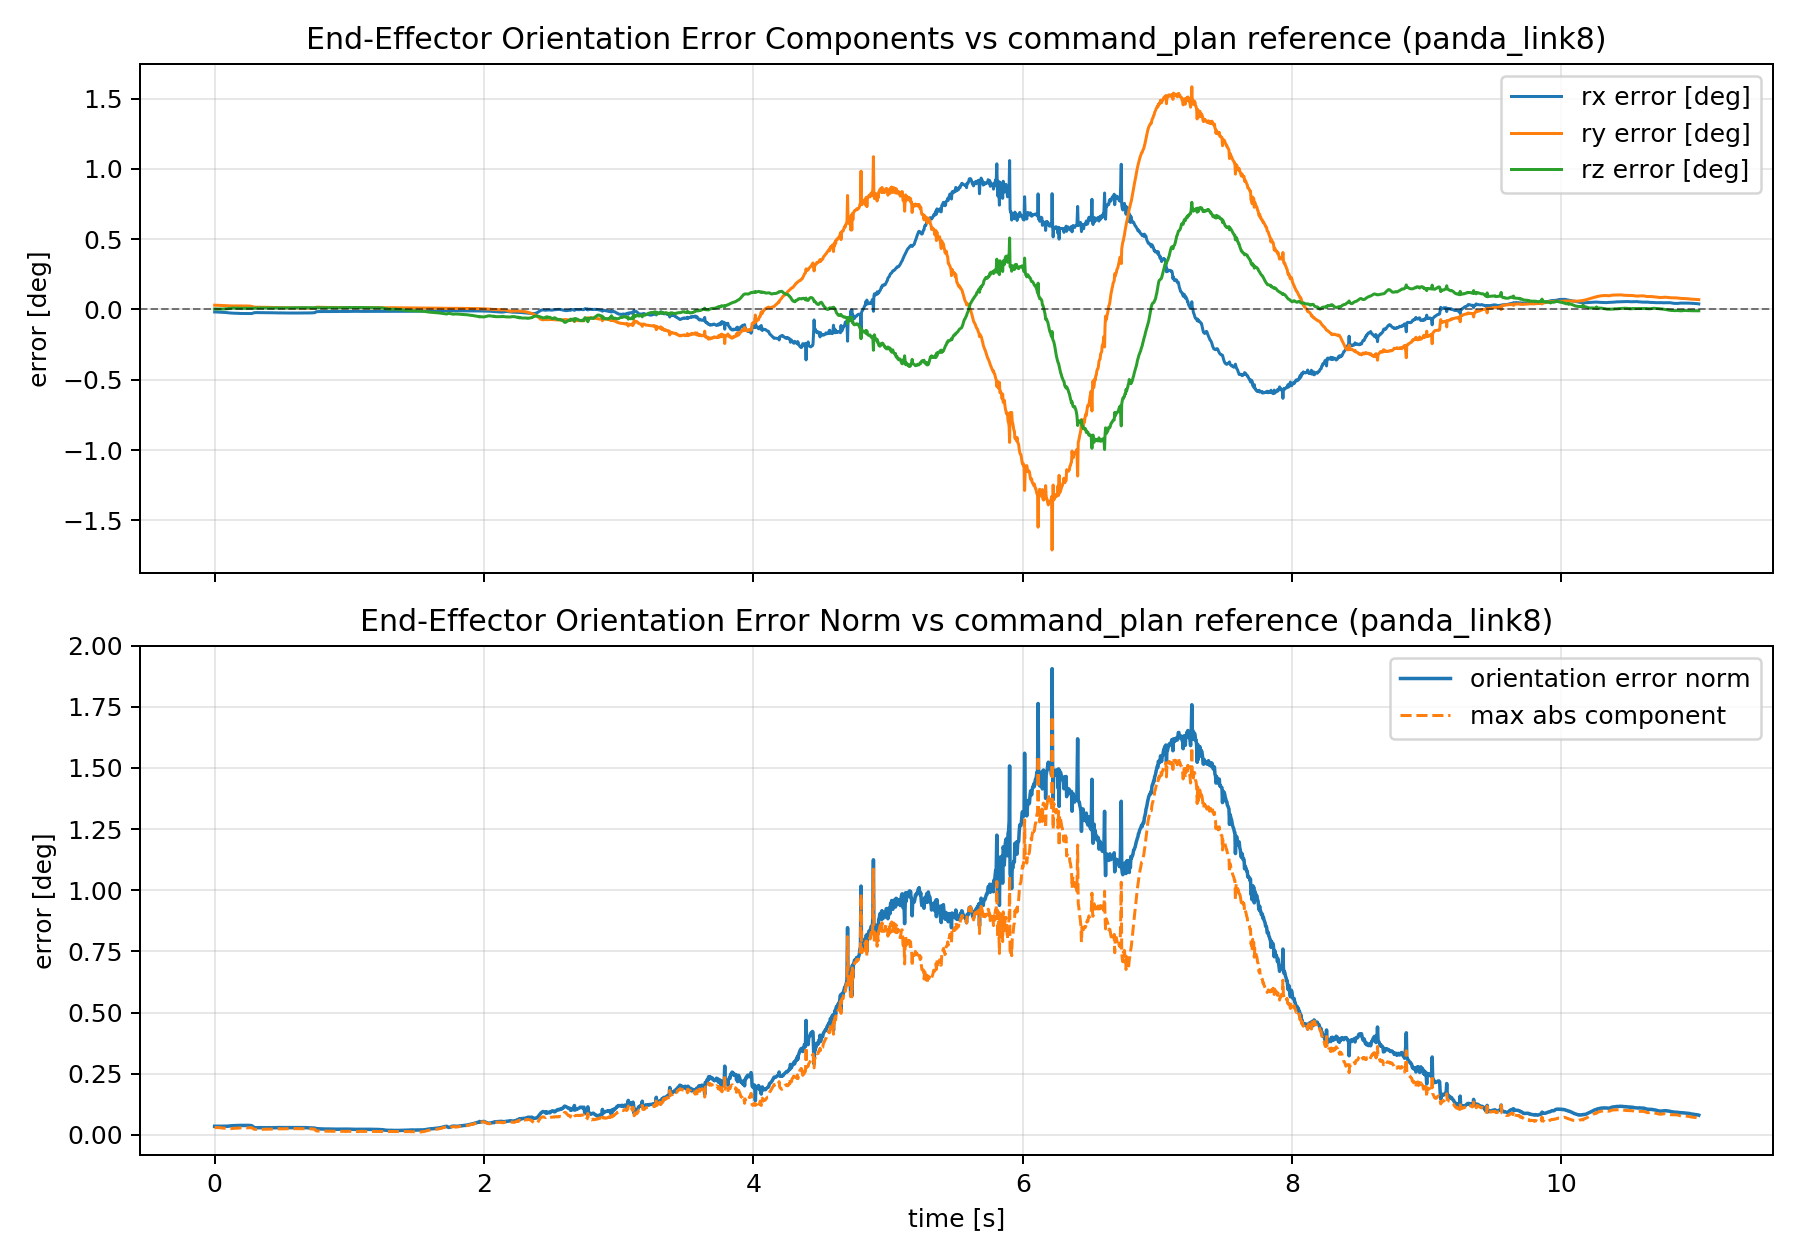 End-Effector Orientation Error Components vs command_plan reference (panda_link8)
error [deg]
1.5
1.0
0.5
0.0
−0.5
−1.0
−1.5
rx error [deg]
ry error [deg]
rz error [deg]
End-Effector Orientation Error Norm vs command_plan reference (panda_link8)
error [deg]
2.00
1.75
1.50
1.25
1.00
0.75
0.50
0.25
0.00
orientation error norm
max abs component
0 2 4 6 8 10
time [s]